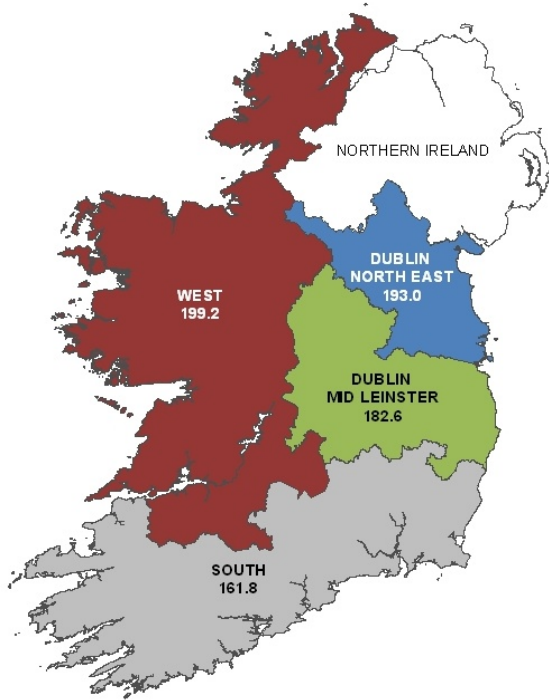 NORTHERN IRELAND
DUBLIN
NORTH EAST
193.0
WEST
199.2
DUBLIN
MID LEINSTER
182.6
SOUTH
161.8